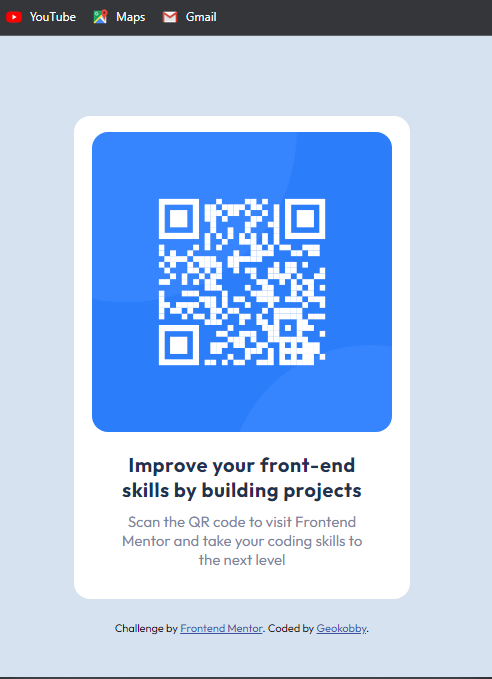 YouTube Maps Gmail
Improve your front-end
skills by building projects
Scan the QR code to visit Frontend
Mentor and take your coding skills to
the next level
Challenge by Frontend Mentor. Coded by Geokobby.